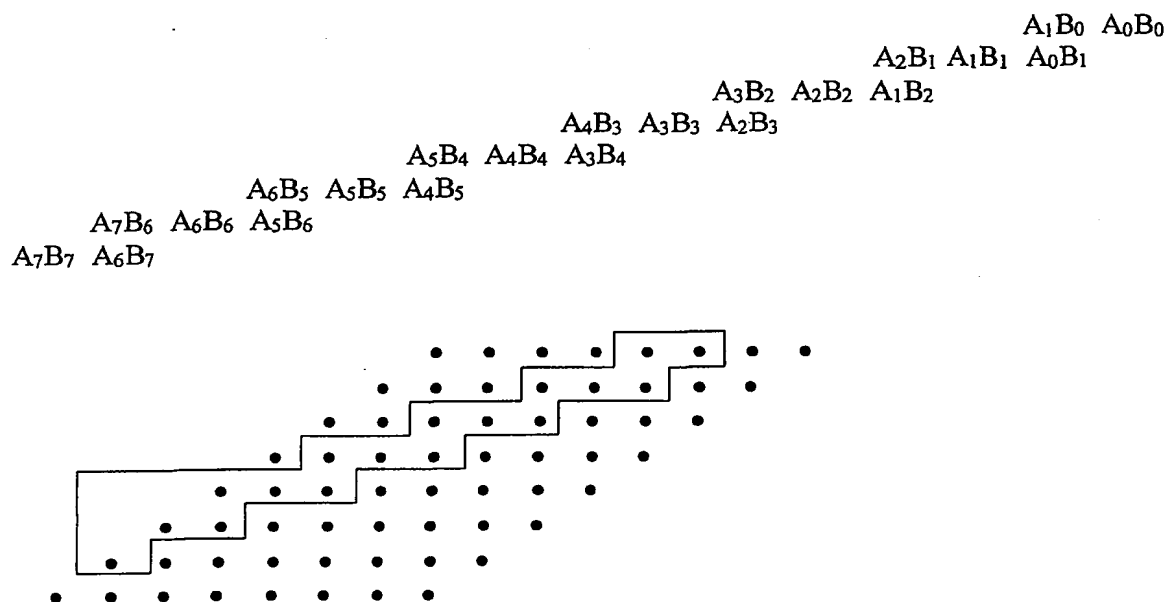 A₁B₀ A₀B₀
A₂B₁ A₁B₁ A₀B₁
A₃B₂ A₂B₂ A₁B₂
A₄B₃ A₃B₃ A₂B₃
A₅B₄ A₄B₄ A₃B₄
A₆B₅ A₅B₅ A₄B₅
A₇B₆ A₆B₆ A₅B₆
A₇B₇ A₆B₇